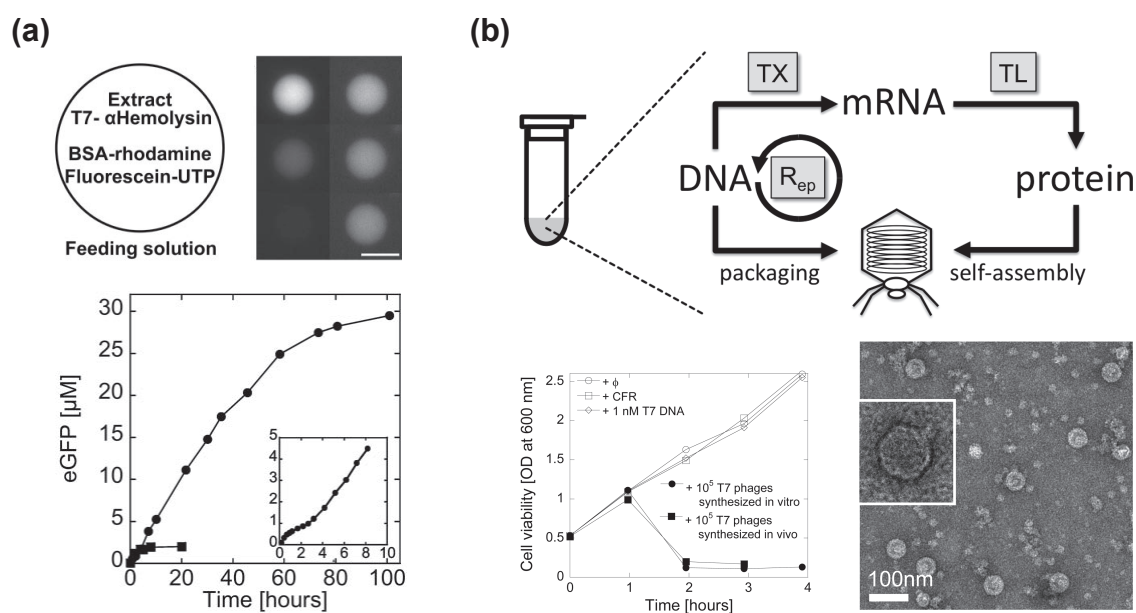 (a)
Extract
T7- αHemolysin
BSA-rhodamine
Fluorescein-UTP
Feeding solution
eGFP [μM]
30
25
20
15
10
5
0
0 20 40 60 80 100
Time [hours]
5
4
3
2
1
0
0 2 4 6 8 10
(b)
TX
TL
mRNA
DNA
Rep
protein
packaging
self-assembly
Cell viability [OD at 600 nm]
2.5
2
1.5
1
0.5
0
0 1 2 3 4
Time [hours]
+ ϕ
+ CFR
+ 1 nM T7 DNA
+ 10⁵ T7 phages
synthesized in vitro
+ 10⁵ T7 phages
synthesized in vivo
100nm